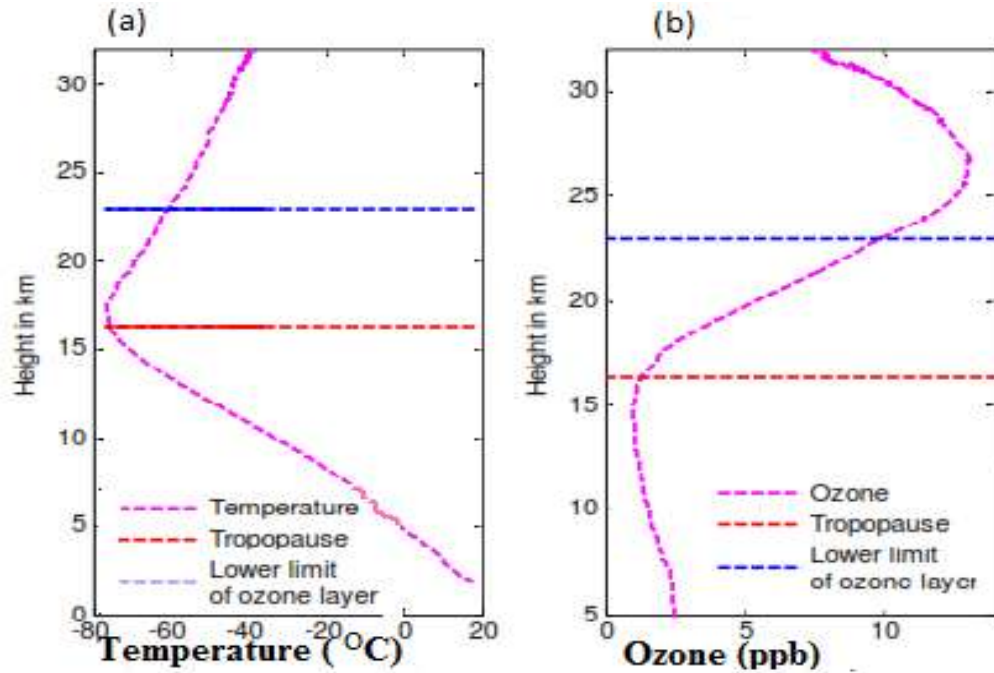 (a)
Height in km
30
25
20
15
10
5
0
Temperature
Tropopause
Lower limit
of ozone layer
-80 -60 -40 -20 0 20
Temperature ( OC)
(b)
Height in km
30
25
20
15
10
5
Ozone
Tropopause
Lower limit
of ozone layer
0 5 10
Ozone (ppb)